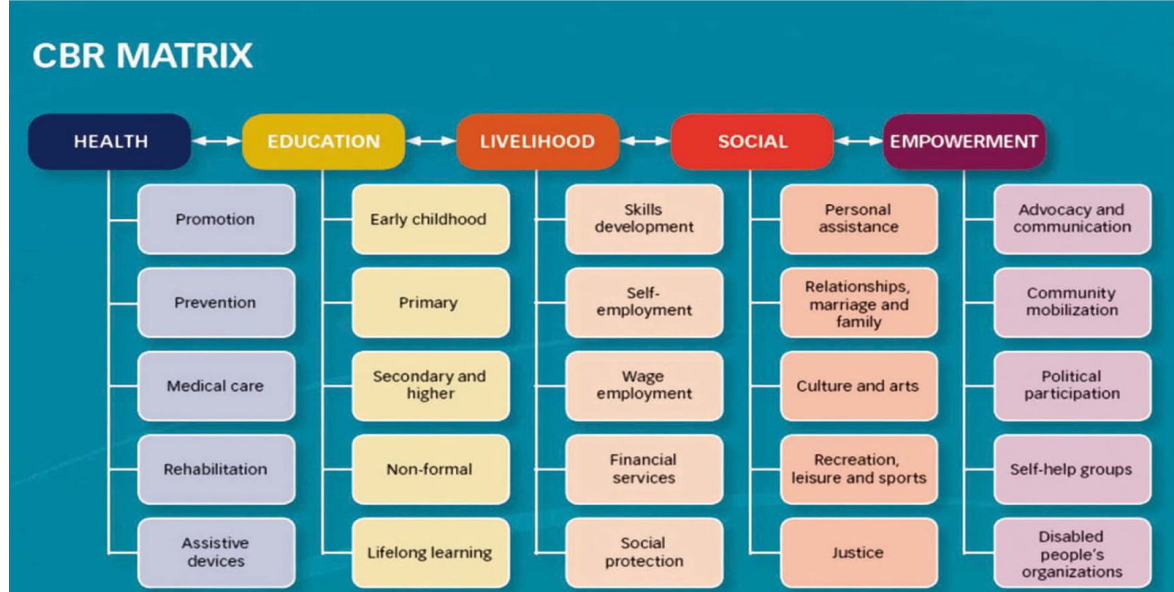 CBR MATRIX
HEALTH
EDUCATION
LIVELIHOOD
SOCIAL
EMPOWERMENT
Promotion
Prevention
Medical care
Rehabilitation
Assistive
devices
Early childhood
Primary
Secondary and
higher
Non-formal
Lifelong learning
Skills
development
Self-
employment
Wage
employment
Financial
services
Social
protection
Personal
assistance
Relationships,
marriage and
family
Culture and arts
Recreation,
leisure and sports
Justice
Advocacy and
communication
Community
mobilization
Political
participation
Self-help groups
Disabled
people's
organizations